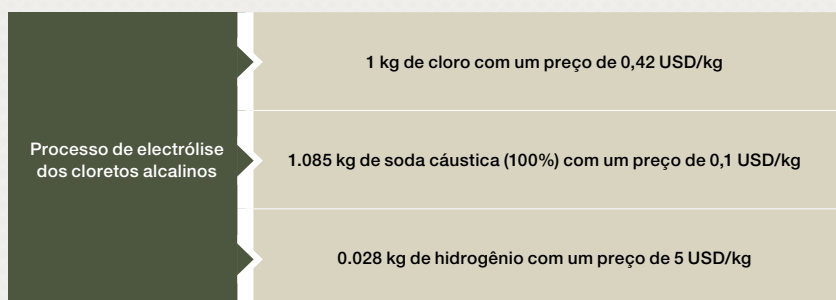 Processo de electrólise
dos cloretos alcalinos
1 kg de cloro com um preço de 0,42 USD/kg
1.085 kg de soda cáustica (100%) com um preço de 0,1 USD/kg
0.028 kg de hidrogênio com um preço de 5 USD/kg